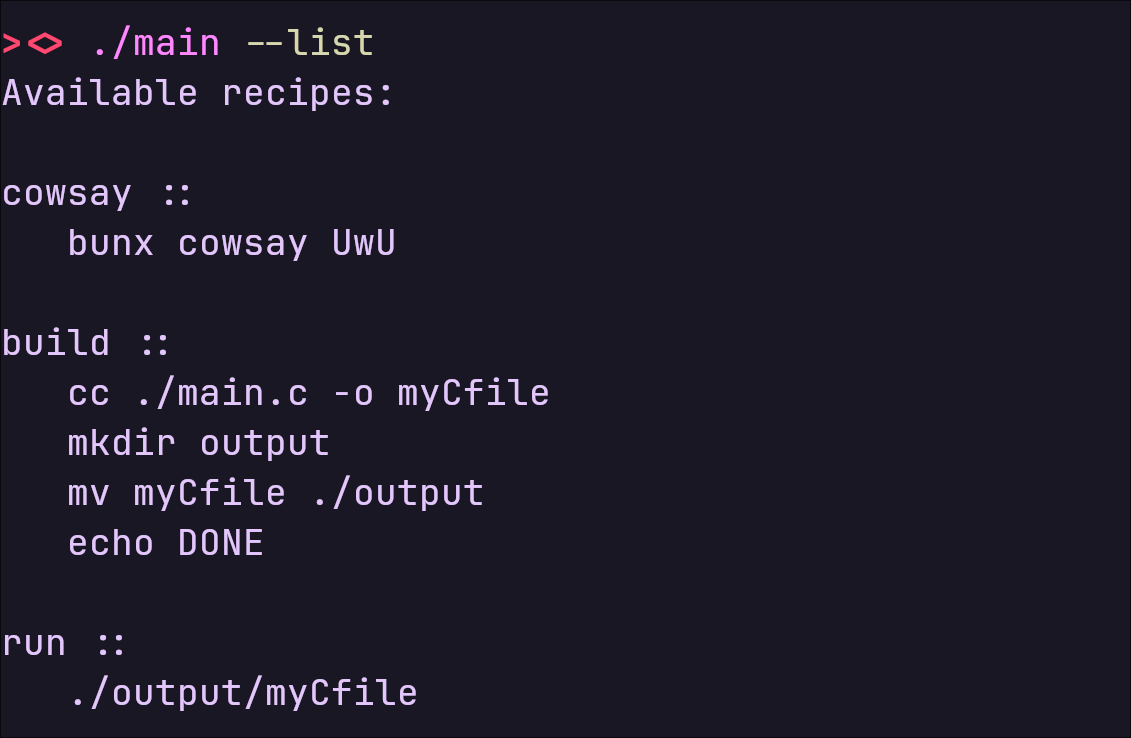 ><> ./main --list
Available recipes:

cowsay ::
   bunx cowsay UwU

build ::
   cc ./main.c -o myCfile
   mkdir output
   mv myCfile ./output
   echo DONE

run ::
   ./output/myCfile